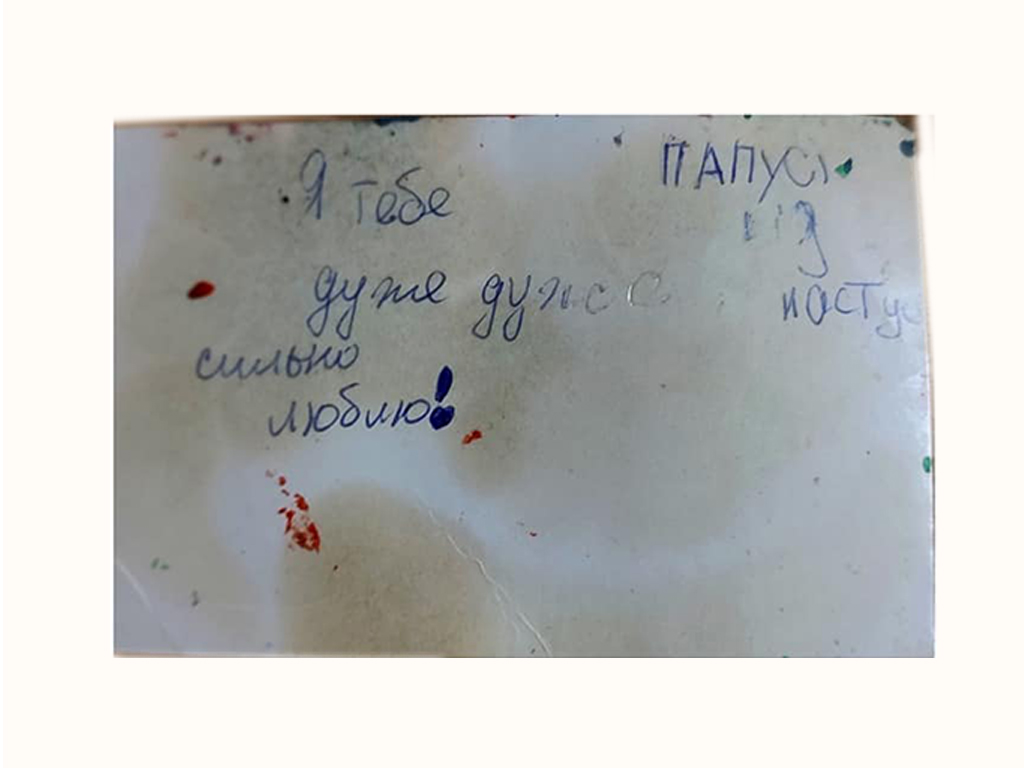 Я тебе
дуже дуже
сильно
люблю!
ПАПУСІ
від